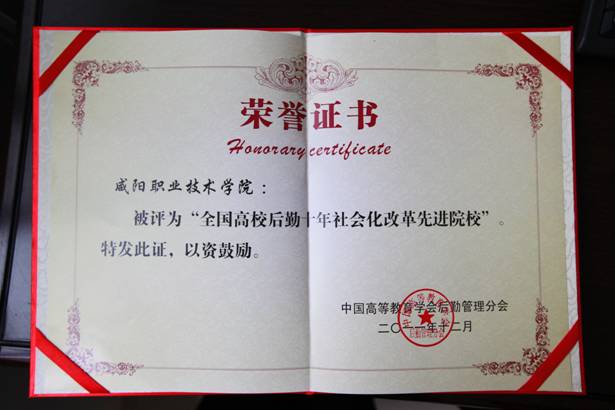 荣誉证书
Honorary certificate
咸阳职业技术学院：
被评为“全国高校后勤十年社会化改革先进院校”。
特发此证，以资鼓励。
中国高等教育学会后勤管理分会
二〇一一年十二月